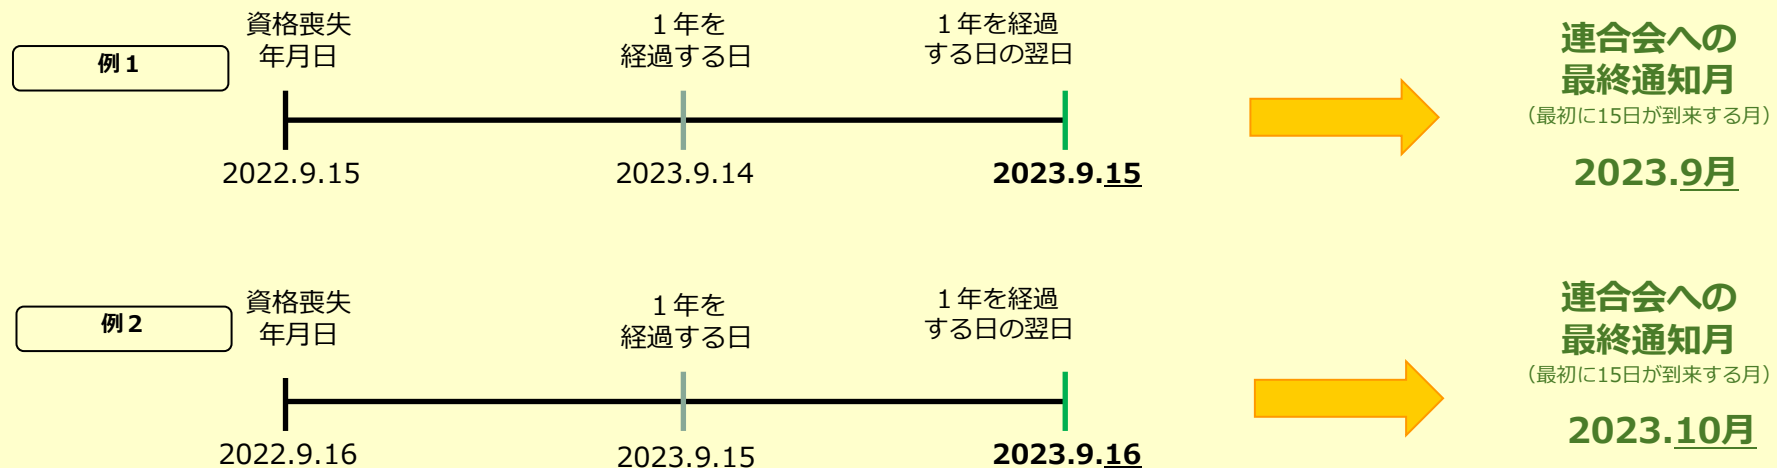 例１
資格喪失
年月日
１年を
経過する日
１年を経過
する日の翌日
2022.9.15
2023.9.14
2023.9.15
連合会への
最終通知月
（最初に15日が到来する月）
2023.9月
例２
資格喪失
年月日
１年を
経過する日
１年を経過
する日の翌日
2022.9.16
2023.9.15
2023.9.16
連合会への
最終通知月
（最初に15日が到来する月）
2023.10月